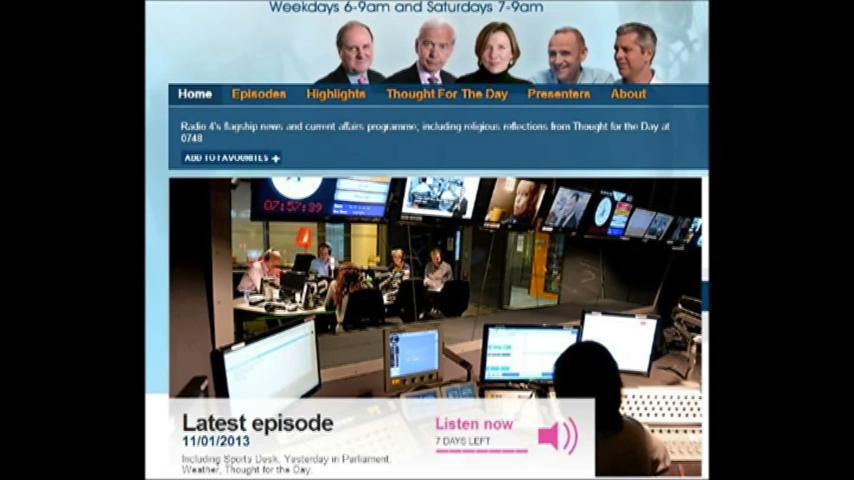 Weekdays 6-9am and Saturdays 7-9am
Home Episodes Highlights Thought For The Day Presenters About
Radio 4's flagship news and current affairs programme, including religious reflections from Thought for the Day at
0748
ADD TO FAVOURITES +
07:57:39
Latest episode
11/01/2013
Including Sports Desk, Yesterday in Parliament,
Weather, Thought for the Day.
Listen now
7 DAYS LEFT